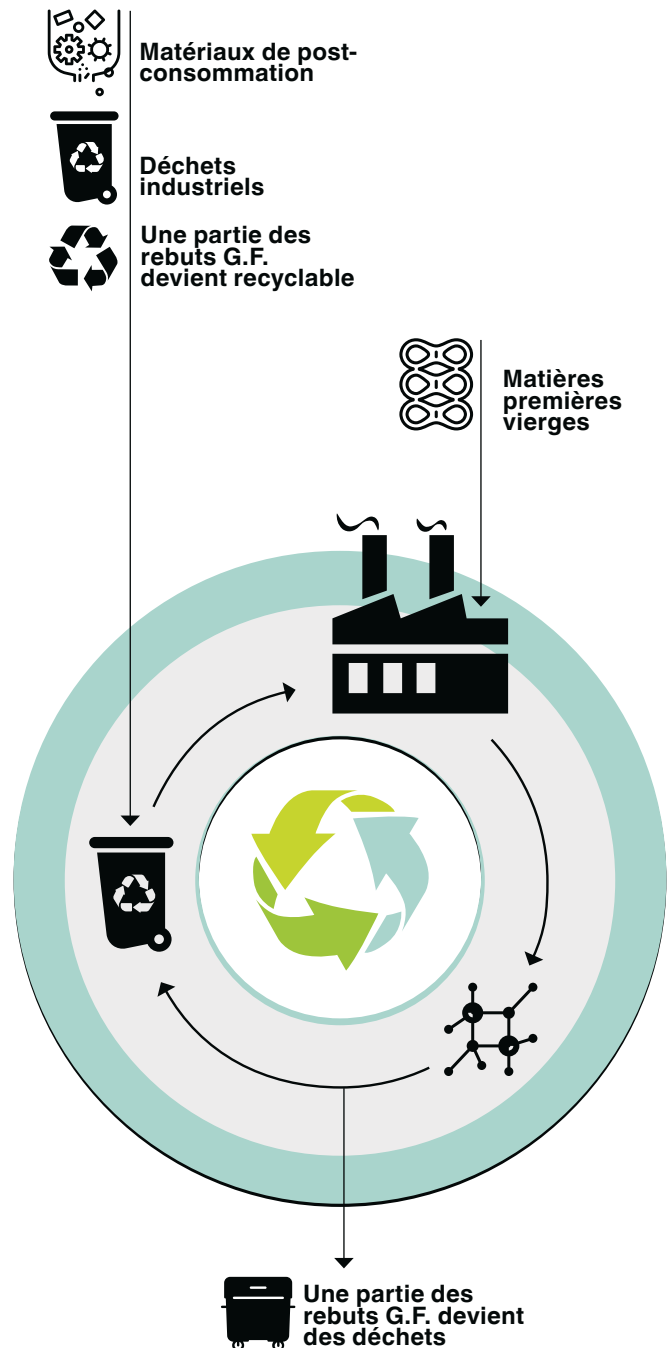 Matériaux de post-
consommation
Déchets
industriels
Une partie des
rebuts G.F.
devient recyclable
Matières
premières
vierges
Une partie des
rebuts G.F. devient
des déchets